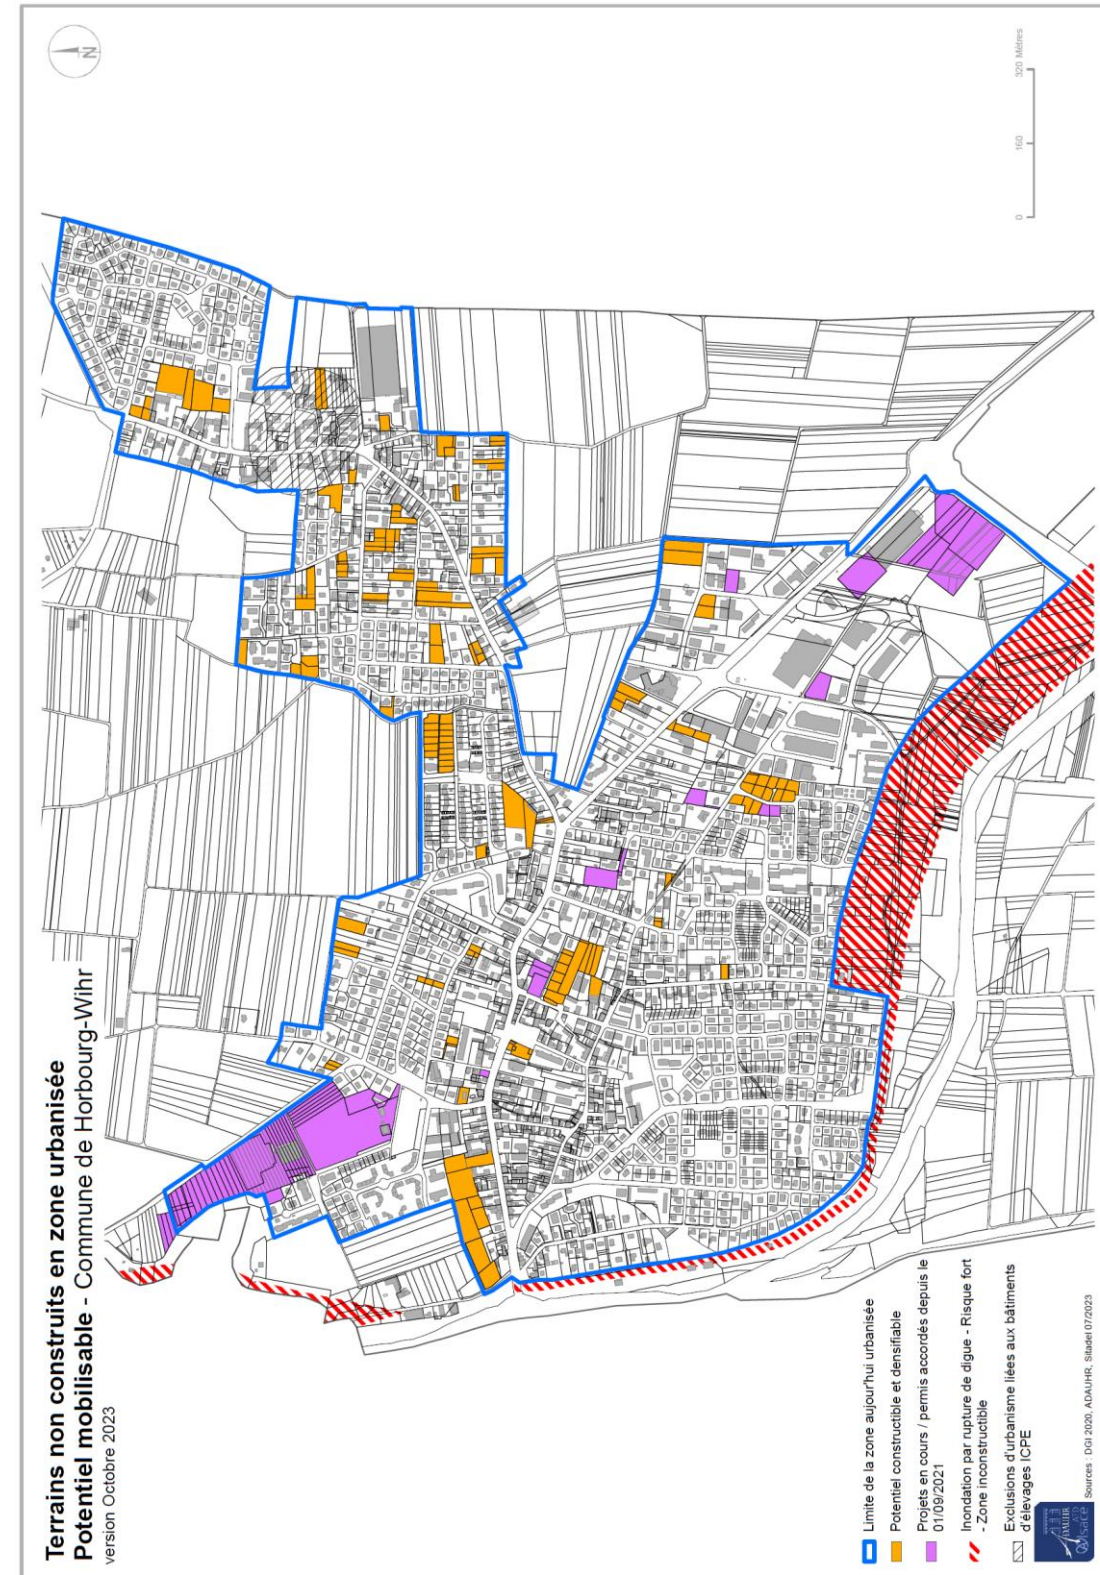 Terrains non construits en zone urbanisée
Potentiel mobilisable - Commune de Horbourg-Wihr
version Octobre 2023
N
0 160 320 Mètres
Limite de la zone aujourd'hui urbanisée
Potentiel constructible et densifiable
Projets en cours / permis accordés depuis le
01/09/2021
Inondation par rupture de digue - Risque fort
- Zone inconstructible
Exclusions d'urbanisme liées aux bâtiments
d'élevages ICPE
ADAUHR
ATD
Alsace
Sources : DGI 2020, ADAUHR, Sitadel 07/2023